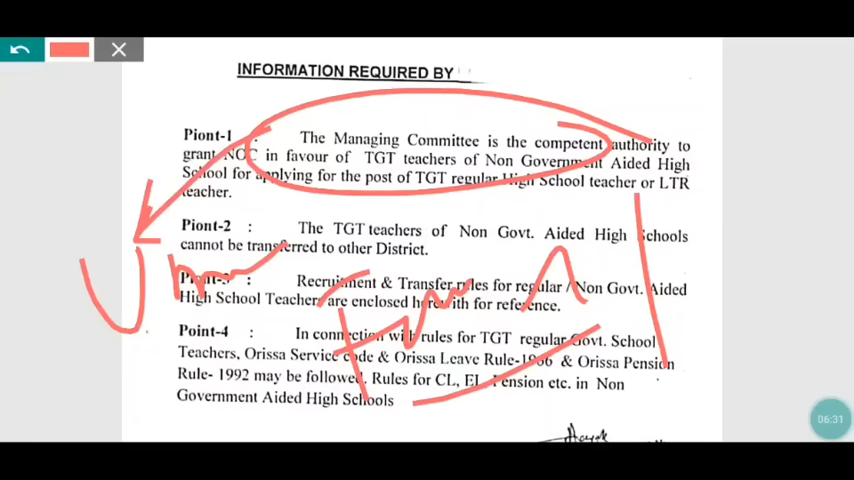 INFORMATION REQUIRED BY
Piont-1 : The Managing Committee is the competent authority to
grant NOC in favour of TGT teachers of Non Government Aided High
School for applying for the post of TGT regular High School teacher or LTR
teacher.
Piont-2 : The TGT teachers of Non Govt. Aided High Schools
cannot be transferred to other District.
Piont-3 : Recruitment & Transfer rules for regular / Non Govt. Aided
High School Teachers are enclosed herewith for reference.
Point-4 : In connection with rules for TGT regular Govt. School
Teachers, Orissa Service code & Orissa Leave Rule-1966 & Orissa Pension
Rule- 1992 may be followed. Rules for CL, EL, Pension etc. in Non
Government Aided High Schools
06:31